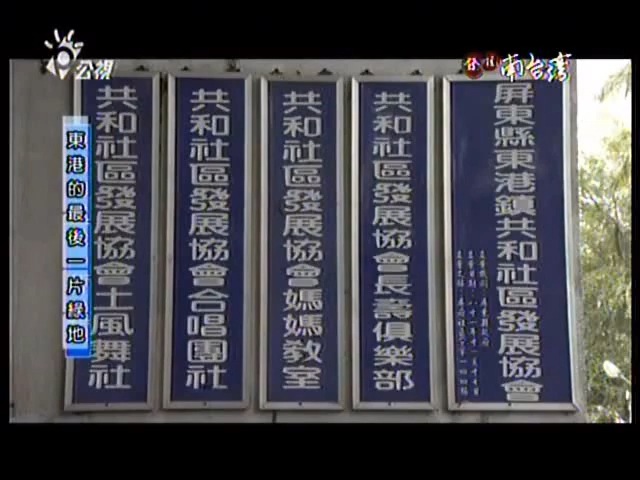 公視
南台灣
東港的最後一片綠地
屏東縣東港鎮共和社區發展協會
共和社區發展協會長壽俱樂部
共和社區發展協會媽媽教室
共和社區發展協會合唱團社
共和社區發展協會土風舞社